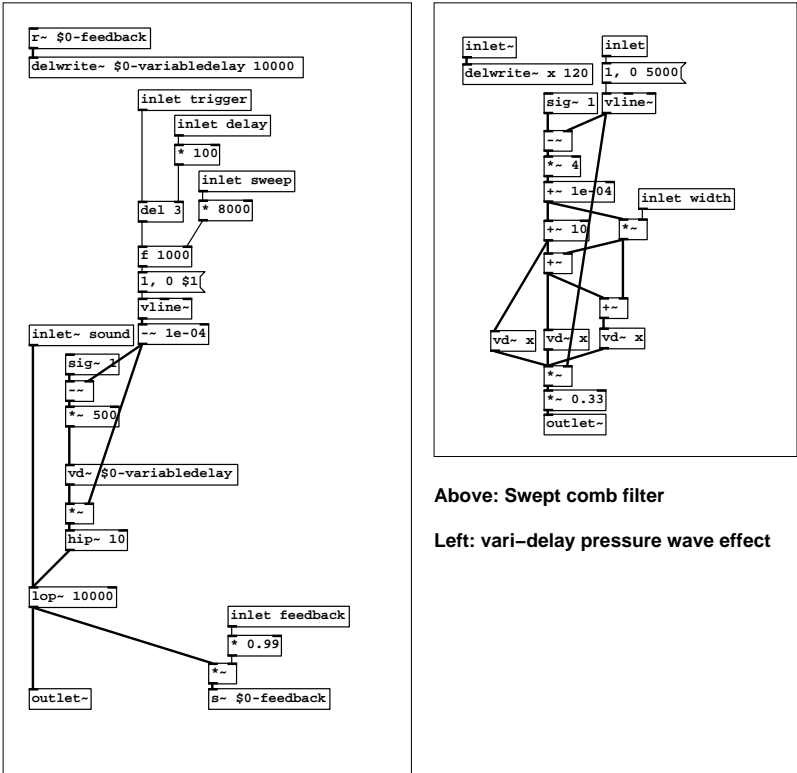 r~ $0-feedback
delwrite~ $0-variabledelay 10000
inlet trigger
inlet delay
* 100
inlet sweep
del 3
* 8000
f 1000
1, 0 $1
vline~
inlet~ sound
-~ 1e-04
sig~ 1
-~
*~ 500
vd~ $0-variabledelay
*~
hip~ 10
lop~ 10000
inlet feedback
* 0.99
*~
outlet~
s~ $0-feedback
inlet~
inlet
delwrite~ x 120
1, 0 5000
sig~ 1
vline~
-~
*~ 4
+~ 1e-04
inlet width
+~ 10
*~
+~
+~
vd~ x
vd~ x
vd~ x
*~
*~ 0.33
outlet~
Above: Swept comb filter
Left: vari−delay pressure wave effect